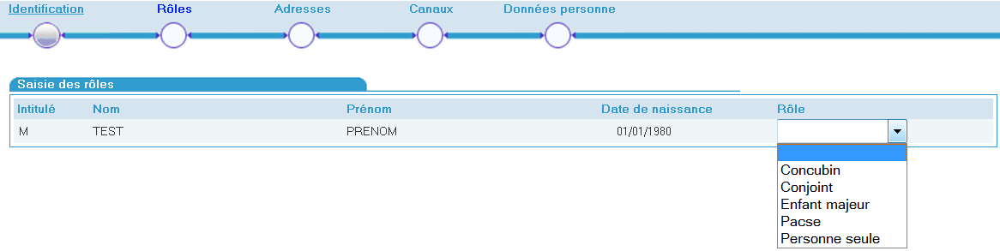 Identification Rôles Adresses Canaux Données personne
Saisie des rôles
Intitulé Nom Prénom Date de naissance Rôle
M TEST PRENOM 01/01/1980
Concubin
Conjoint
Enfant majeur
Pacse
Personne seule